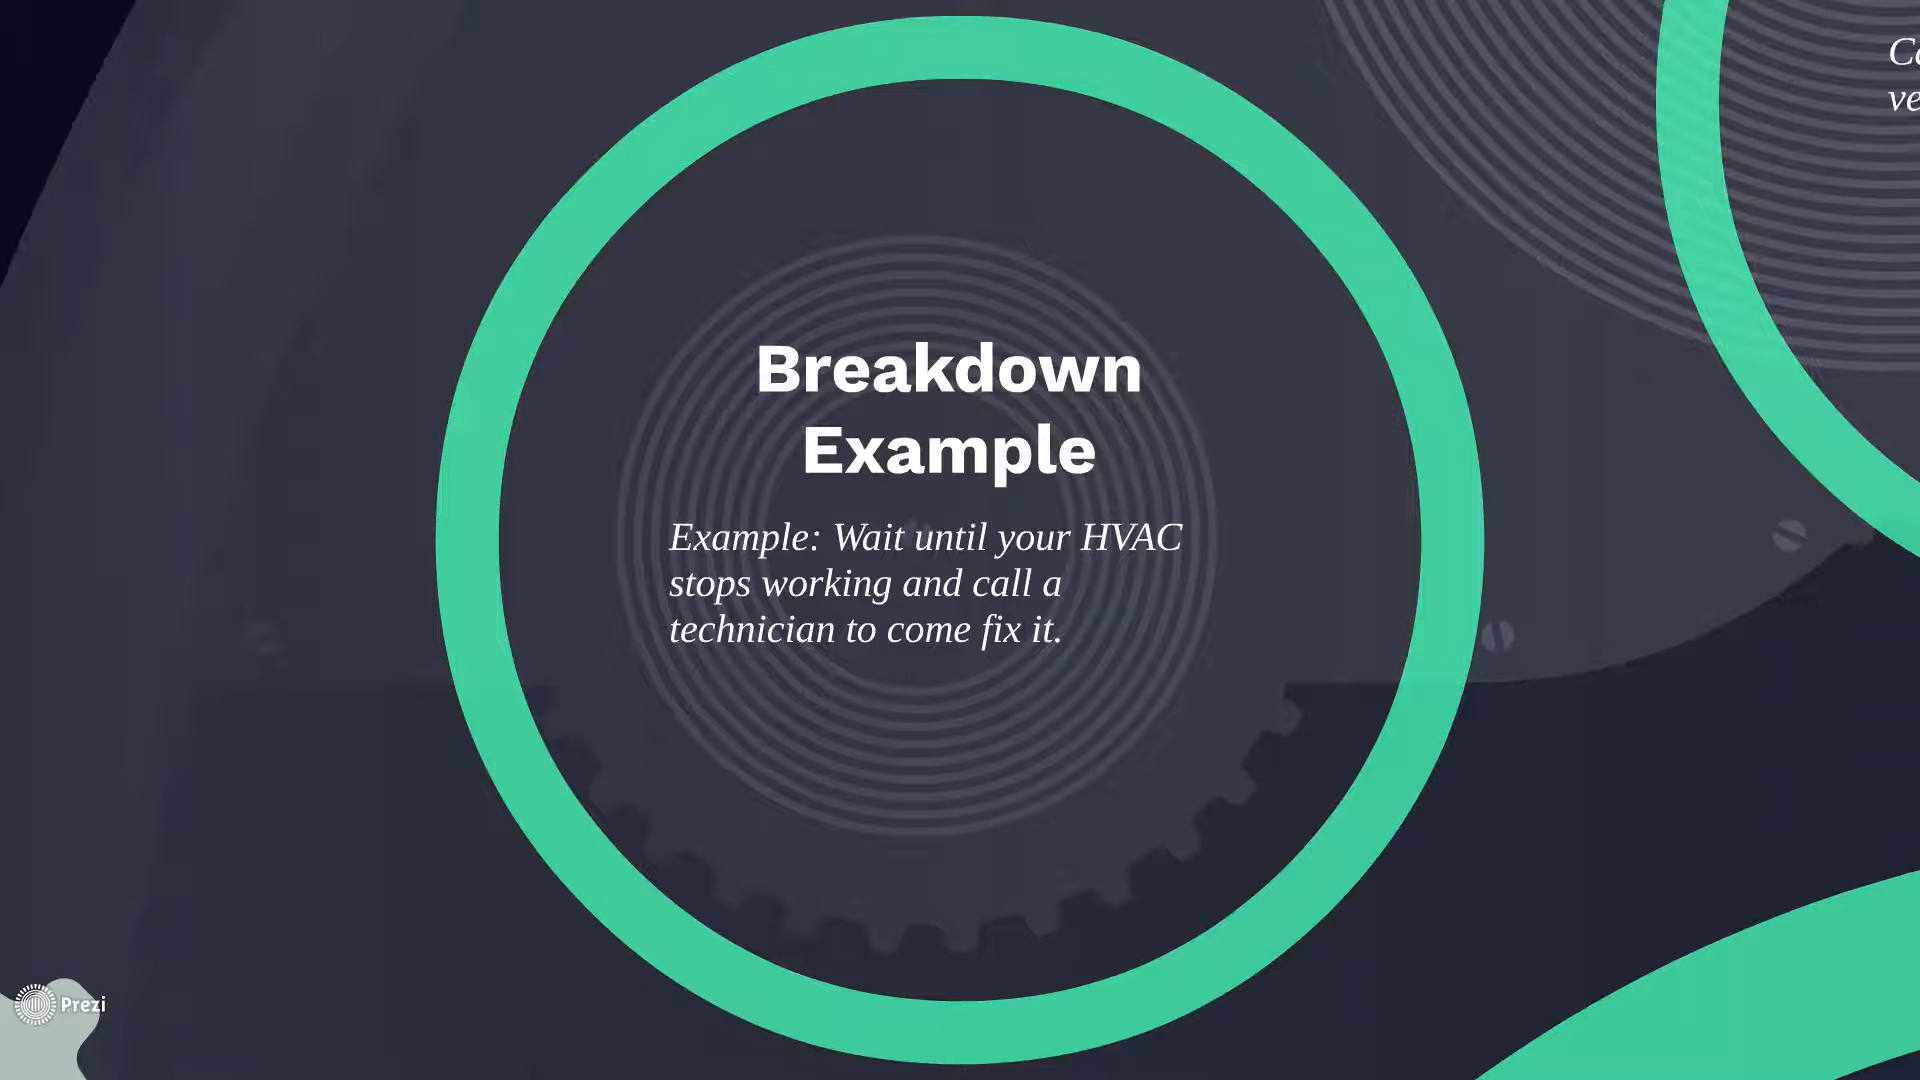 Breakdown
Example
Example: Wait until your HVAC
stops working and call a
technician to come fix it.
Prezi